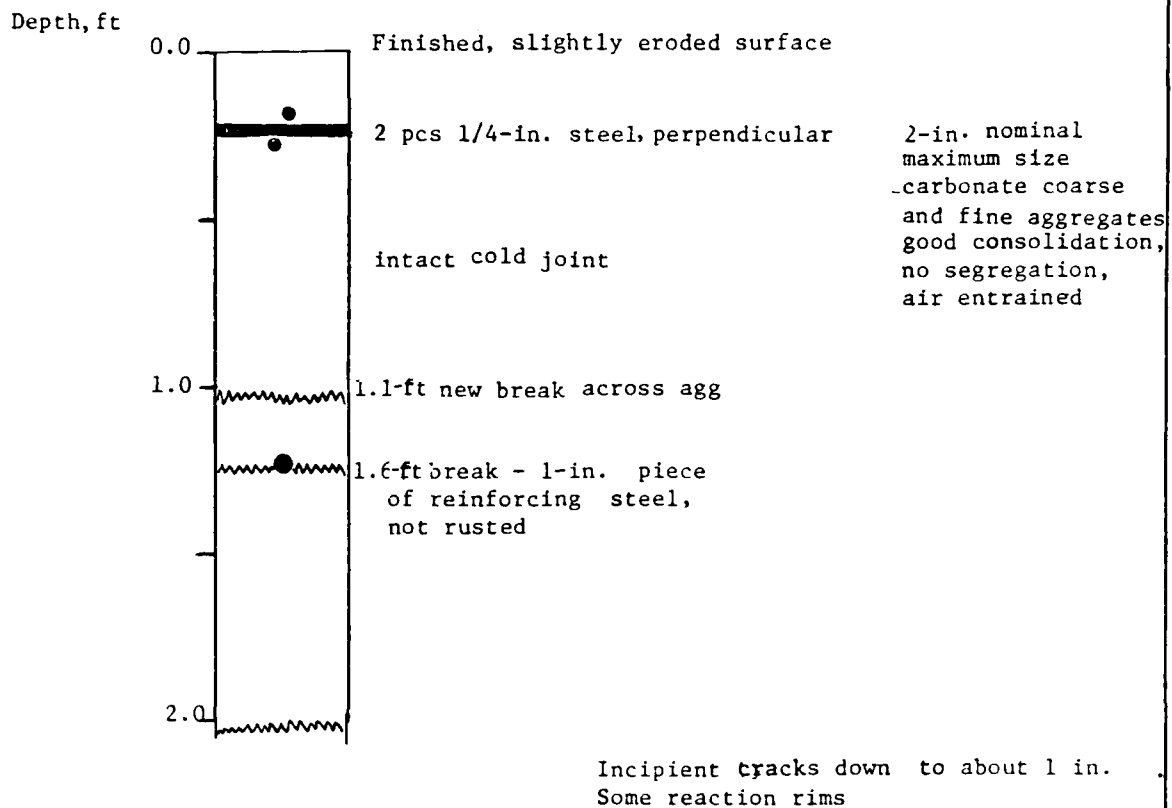 Depth, ft
0.0
Finished, slightly eroded surface
2 pcs 1/4-in. steel, perpendicular
2-in. nominal
maximum size
carbonate coarse
and fine aggregates
good consolidation,
no segregation,
air entrained
intact cold joint
1.0
1.1-ft new break across agg
1.6-ft break - 1-in. piece
of reinforcing steel,
not rusted
2.0
Incipient cracks down to about 1 in.
Some reaction rims